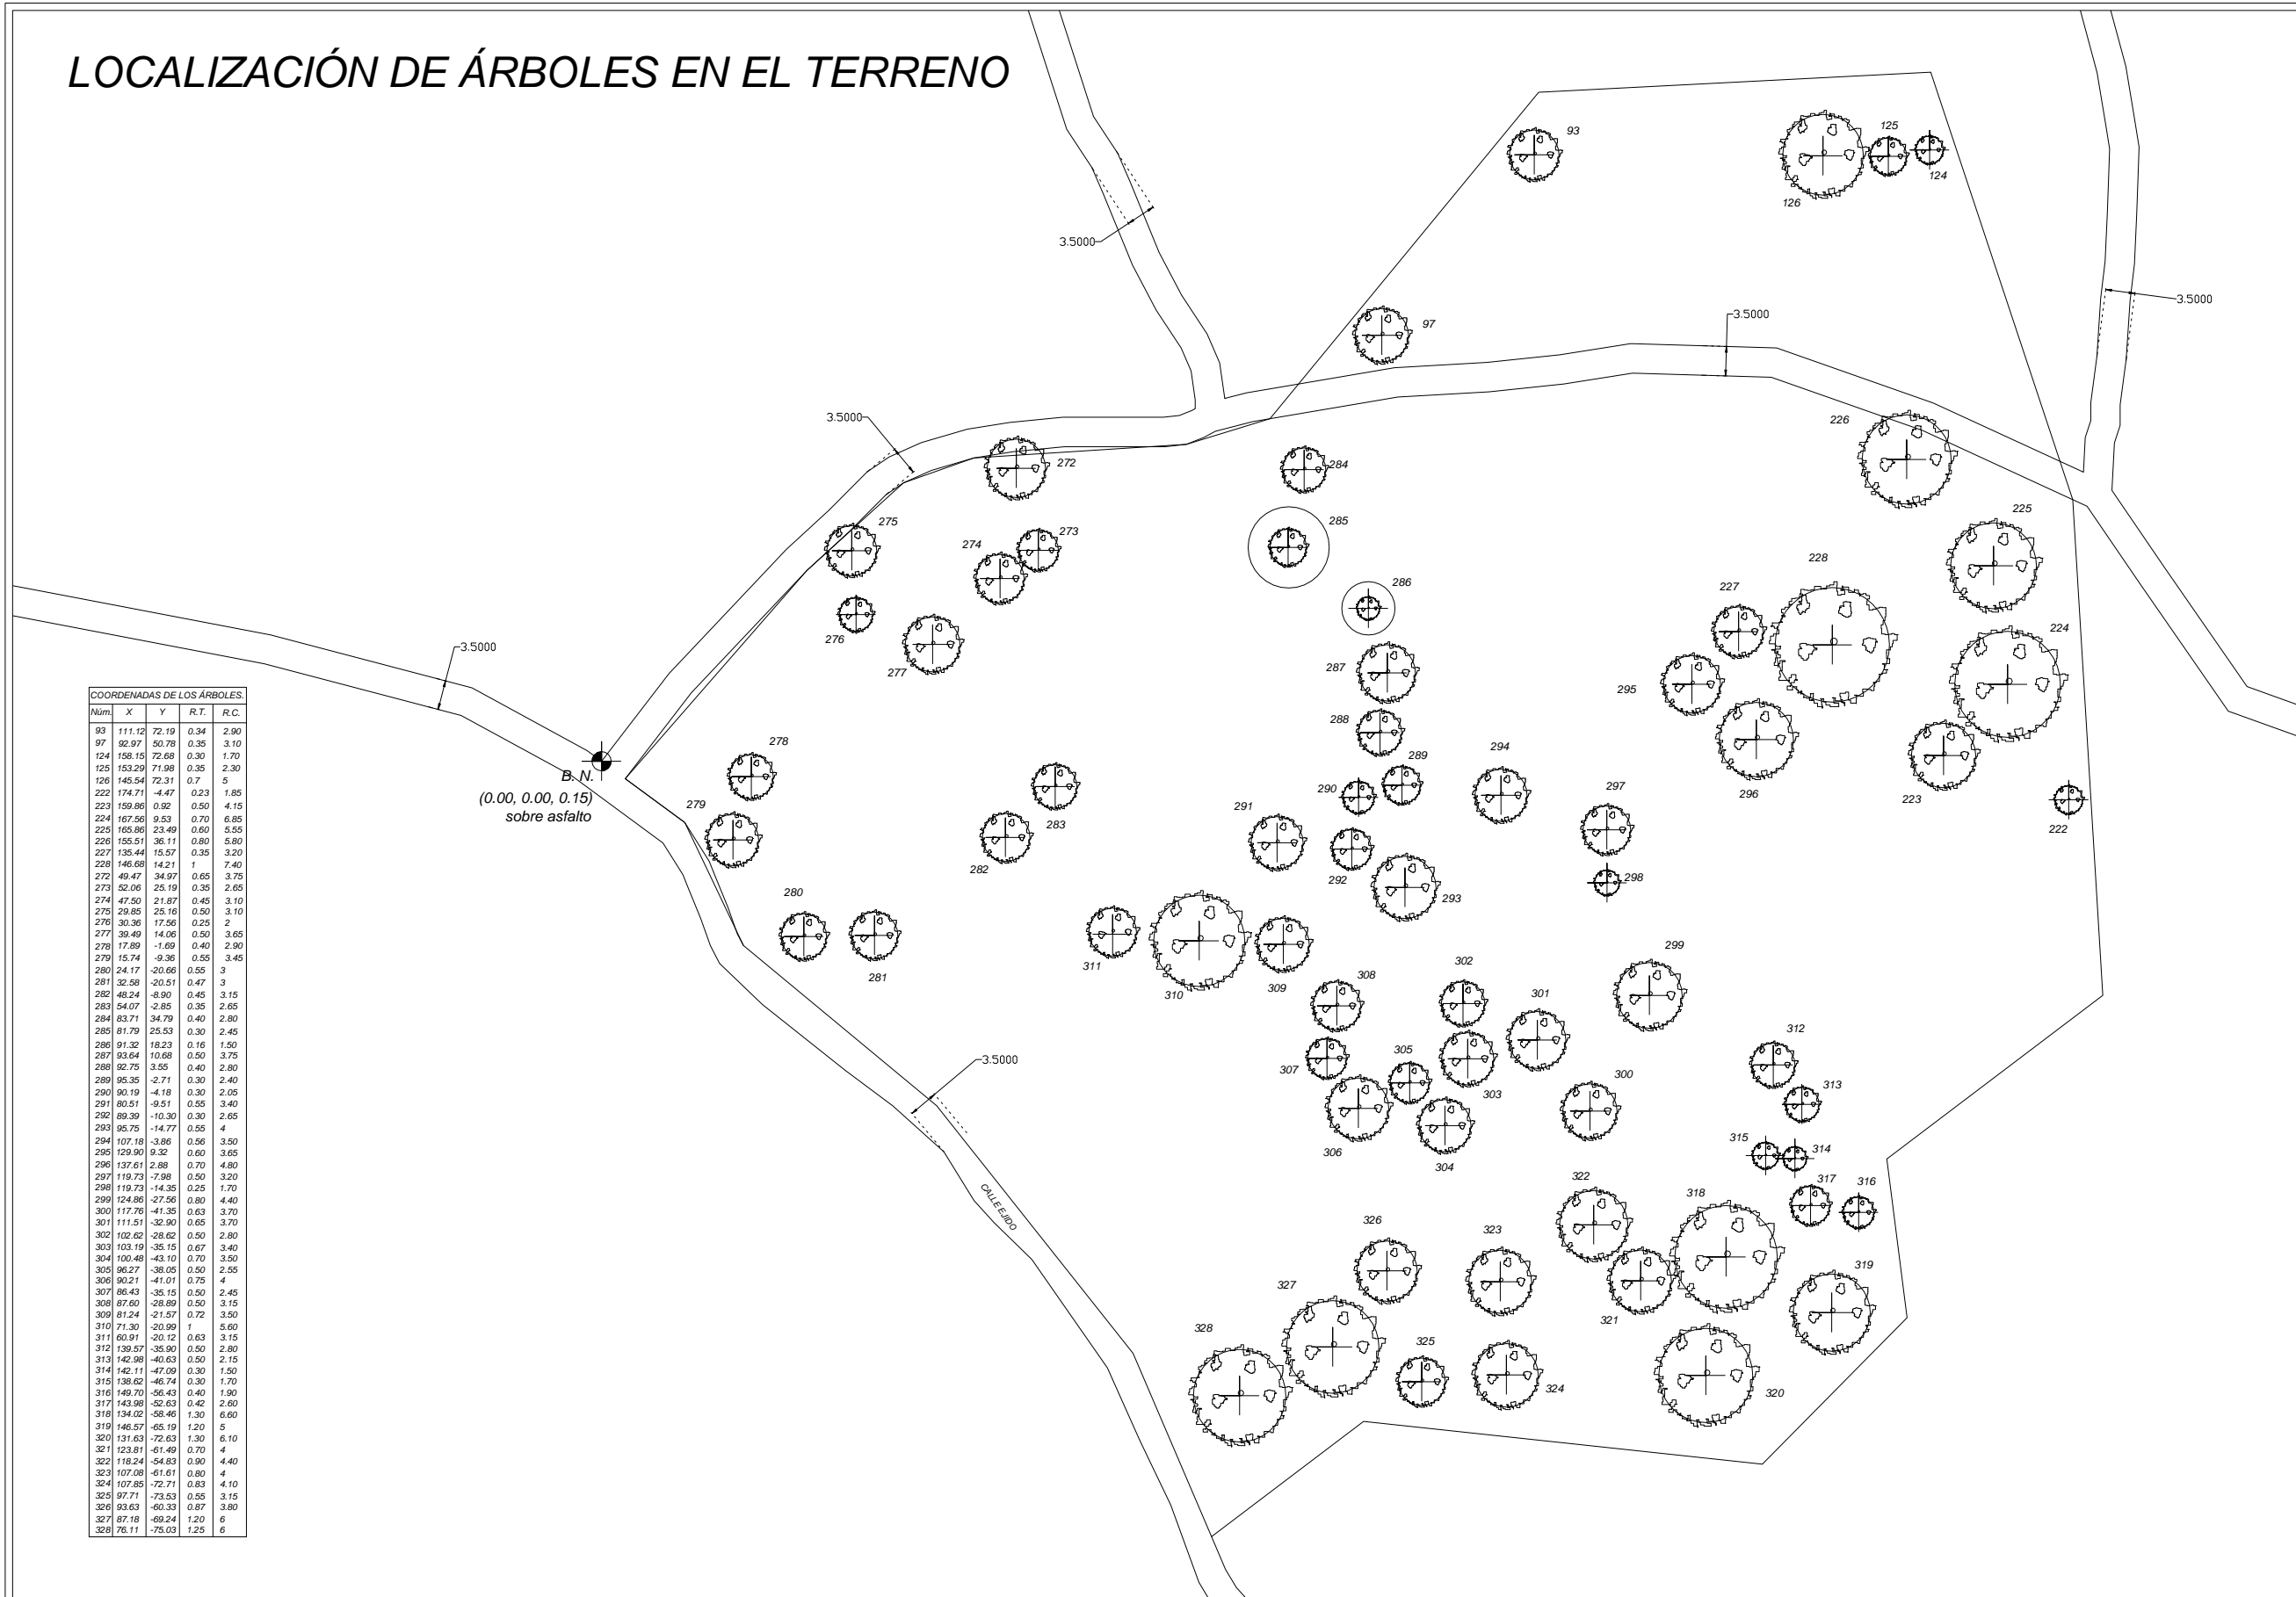 LOCALIZACIÓN DE ÁRBOLES EN EL TERRENO
93
125
124
126
3.5000
97
3.5000
3.5000
3.5000
226
272
284
275
273
285
225
274
286
228
227
276
277
224
3.5000
287
295
288
278
294
289
B. N.
(0.00, 0.00, 0.15)
sobre asfalto
290
297
296
223
291
279
283
222
282
292
298
293
280
299
311
281
310
309
302
308
301
312
305
3.5000
307
300
313
303
315
314
306
304
322
318
317
316
CALLE EJIDO
326
323
319
327
321
328
325
324
320
COORDENADAS DE LOS ÁRBOLES.
Núm. X Y R.T. R.C.
93 111.12 72.19 0.34 2.90
97 92.97 50.78 0.35 3.10
124 158.15 72.68 0.30 1.70
125 153.29 71.98 0.35 2.30
126 145.54 72.31 0.7 5
222 174.71 -4.47 0.23 1.85
223 159.86 0.92 0.50 4.15
224 167.56 9.53 0.70 6.85
225 165.86 23.49 0.60 5.55
226 155.51 36.11 0.80 5.80
227 135.44 15.57 0.35 3.20
228 146.68 14.21 1 7.40
272 49.47 34.97 0.65 3.75
273 52.06 25.19 0.35 2.65
274 47.50 21.87 0.45 3.10
275 29.85 25.16 0.50 3.10
276 30.36 17.56 0.25 2
277 39.49 14.06 0.50 3.65
278 17.89 -1.69 0.40 2.90
279 15.74 -9.36 0.55 3.45
280 24.17 -20.66 0.55 3
281 32.58 -20.51 0.47 3
282 48.24 -8.90 0.45 3.15
283 54.07 -2.85 0.35 2.65
284 83.71 34.79 0.40 2.80
285 81.79 25.53 0.30 2.45
286 91.32 18.23 0.16 1.50
287 93.64 10.68 0.50 3.75
288 92.75 3.55 0.40 2.80
289 95.35 -2.71 0.30 2.40
290 90.19 -4.18 0.30 2.05
291 80.51 -9.51 0.55 3.40
292 89.39 -10.30 0.30 2.65
293 95.75 -14.77 0.55 4
294 107.18 -3.86 0.56 3.50
295 129.90 9.32 0.60 3.65
296 137.61 2.88 0.70 4.80
297 119.73 -7.98 0.50 3.20
298 119.73 -14.35 0.25 1.70
299 124.86 -27.56 0.80 4.40
300 117.76 -41.35 0.63 3.70
301 111.51 -32.90 0.65 3.70
302 102.62 -28.62 0.50 2.80
303 103.19 -35.15 0.67 3.40
304 100.48 -43.10 0.70 3.50
305 96.27 -38.05 0.50 2.55
306 90.21 -41.01 0.75 4
307 86.43 -35.15 0.50 2.45
308 87.60 -28.89 0.50 3.15
309 81.24 -21.57 0.72 3.50
310 71.30 -20.99 1 5.60
311 60.91 -20.12 0.63 3.15
312 139.57 -35.90 0.50 2.80
313 142.98 -40.63 0.50 2.15
314 142.11 -47.09 0.30 1.50
315 138.62 -46.74 0.30 1.70
316 149.70 -56.43 0.40 1.90
317 143.98 -52.63 0.42 2.60
318 134.02 -58.46 1.30 6.60
319 146.57 -65.19 1.20 5
320 131.63 -72.63 1.30 6.10
321 123.81 -61.49 0.70 4
322 118.24 -54.83 0.90 4.40
323 107.08 -61.61 0.80 4
324 107.85 -72.71 0.83 4.10
325 97.71 -73.53 0.55 3.15
326 93.63 -60.33 0.87 3.80
327 87.18 -69.24 1.20 6
328 76.11 -75.03 1.25 6